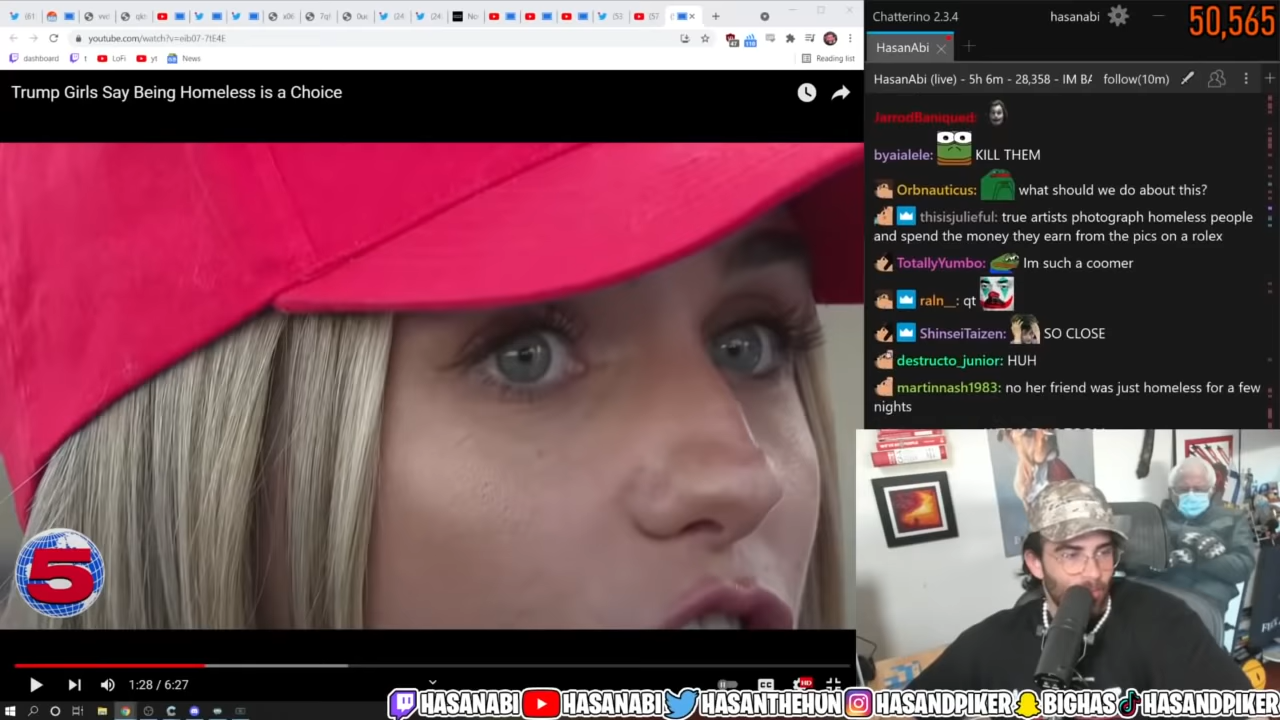 Chatterino 2.3.4
hasanabi
50,565
HasanAbi
youtube.com/watch?v=eib07-7tE4E
dashboard
t
LoFi
yt
News
Reading list
HasanAbi (live) - 5h 6m - 28,358 - IM BA
follow(10m)
Trump Girls Say Being Homeless is a Choice
JarrodBaniqued:
byaialele: KILL THEM
Orbnauticus: what should we do about this?
thisisjulieful: true artists photograph homeless people
and spend the money they earn from the pics on a rolex
TotallyYumbo: Im such a coomer
raln__: qt
ShinseiTaizen: SO CLOSE
destructo_junior: HUH
martinnash1983: no her friend was just homeless for a few
nights
5
1:28 / 6:27
CC
HD
HASANABI HASANABI HASANTHEHUN HASANDPIKER BIGHAS HASANDPIKER